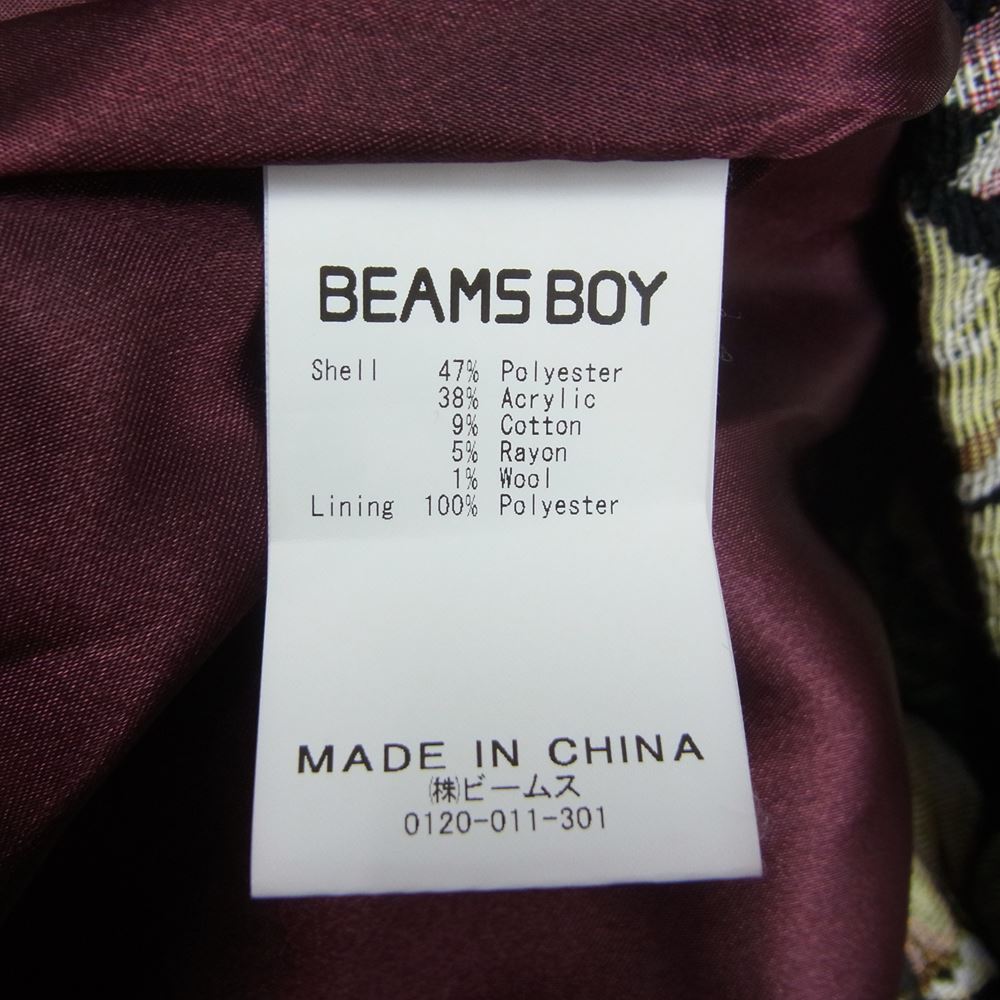 BEAMS BOY
Shell 47% Polyester
38% Acrylic
9% Cotton
5% Rayon
1% Wool
Lining 100% Polyester
MADE IN CHINA
㈱ビームス
0120-011-301